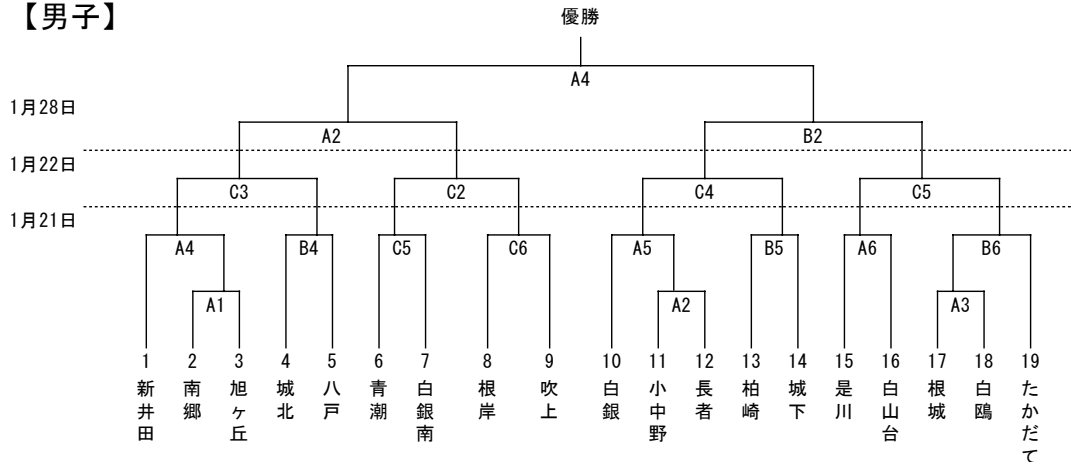 【男子】
優勝
A4
1月28日
A2
B2
1月22日
C3
C2
C4
C5
1月21日
A4
B4
C5
C6
A5
B5
A6
B6
A1
A2
A3
1 2 3 4 5 6 7 8 9 10 11 12 13 14 15 16 17 18 19
新井田
南郷
旭ヶ丘
城北
八戸
青潮
白銀南
根岸
吹上
白銀
小中野
長者
柏崎
城下
是川
白山台
根城
白鴎
たかだて